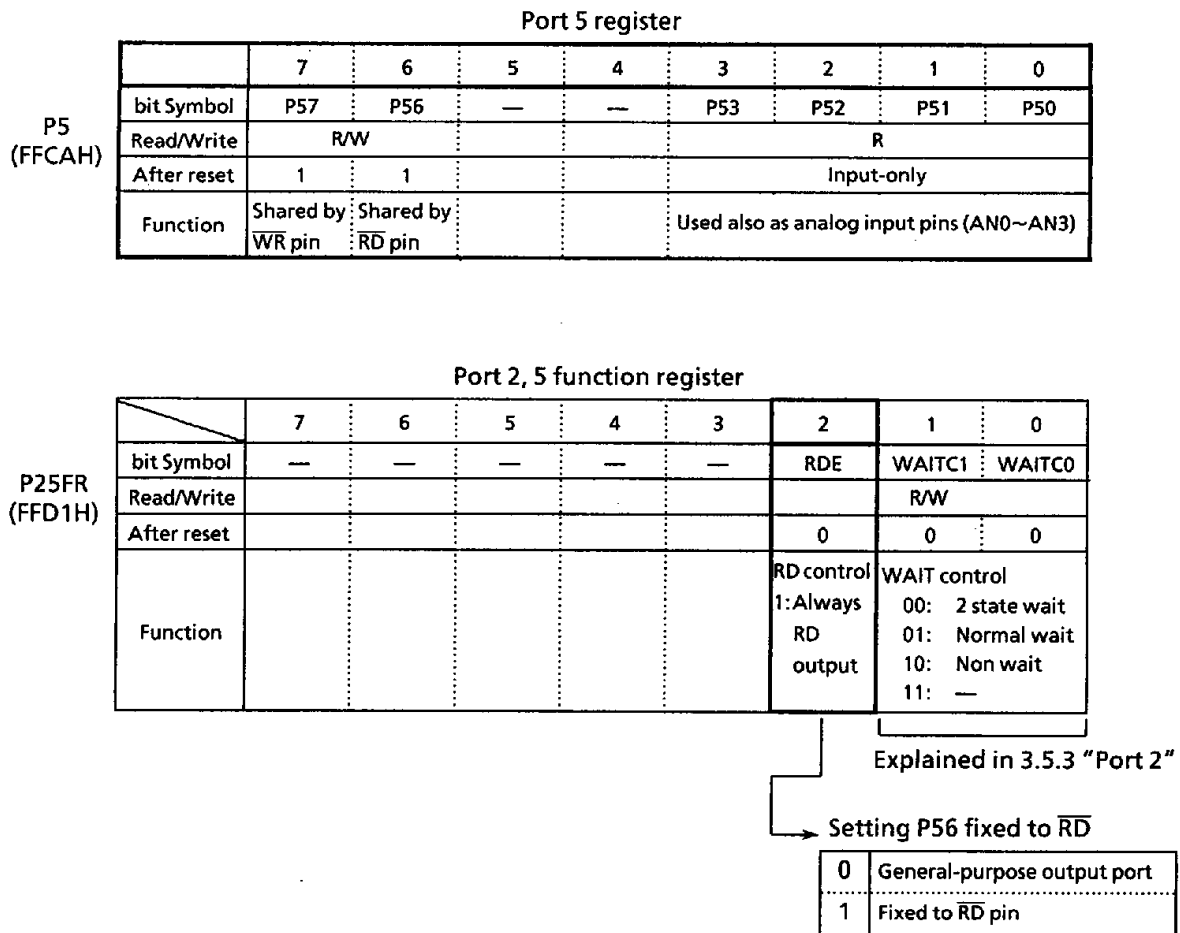 Port 5 register
7 6 5 4 3 2 1 0
bit Symbol P57 P56 — — P53 P52 P51 P50
P5
(FFCAH)
Read/Write R/W R
After reset 1 1 Input-only
Function Shared by W̅R̅ pin Shared by R̅D̅ pin Used also as analog input pins (AN0~AN3)
Port 2, 5 function register
7 6 5 4 3 2 1 0
bit Symbol — — — — — RDE WAITC1 WAITC0
P25FR
(FFD1H)
Read/Write R/W
After reset 0 0 0
Function
RD control
1: Always
RD
output
WAIT control
00: 2 state wait
01: Normal wait
10: Non wait
11: —
Explained in 3.5.3 "Port 2"
Setting P56 fixed to R̅D̅
0 General-purpose output port
1 Fixed to R̅D̅ pin